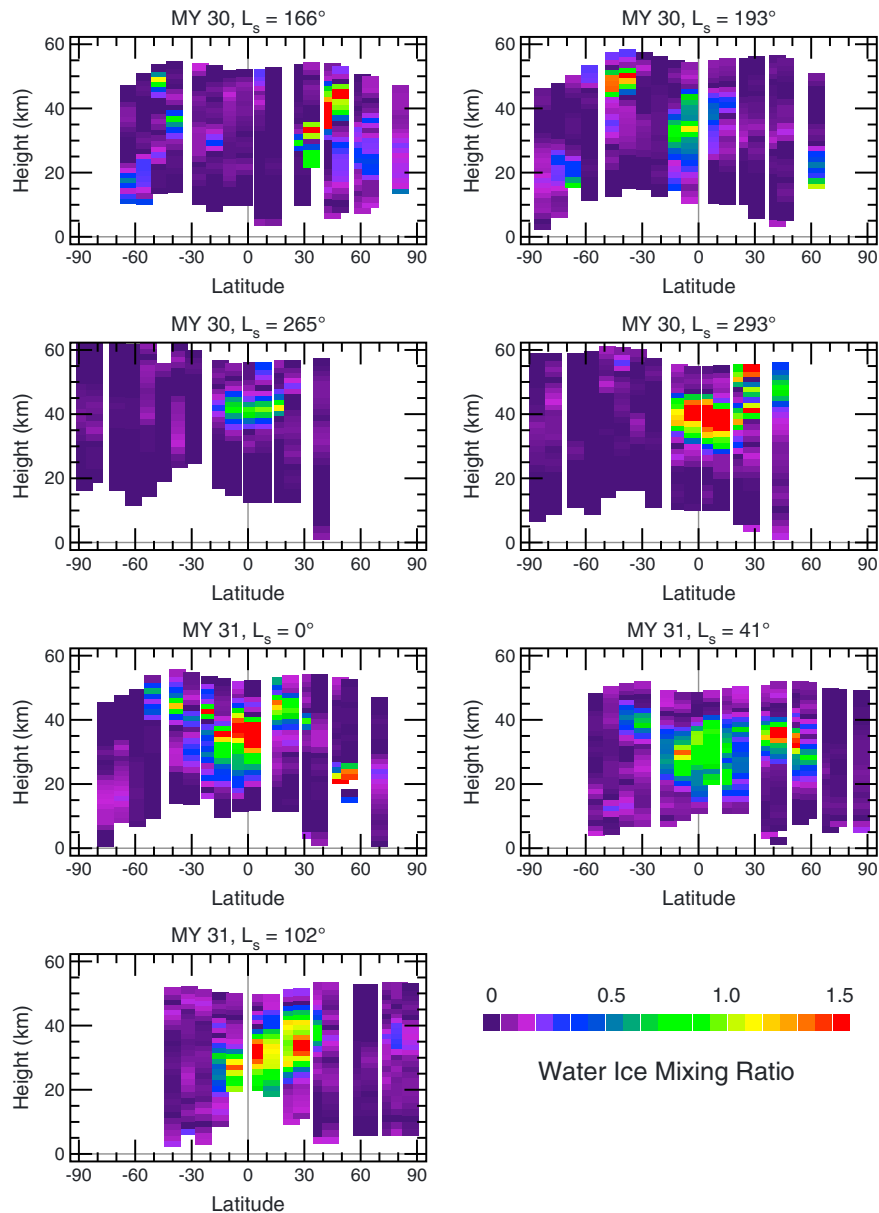 MY 30, Ls = 166°
60
40
20
0
Height (km)
-90 -60 -30 0 30 60 90
Latitude
MY 30, Ls = 193°
60
40
20
0
Height (km)
-90 -60 -30 0 30 60 90
Latitude
MY 30, Ls = 265°
60
40
20
0
Height (km)
-90 -60 -30 0 30 60 90
Latitude
MY 30, Ls = 293°
60
40
20
0
Height (km)
-90 -60 -30 0 30 60 90
Latitude
MY 31, Ls = 0°
60
40
20
0
Height (km)
-90 -60 -30 0 30 60 90
Latitude
MY 31, Ls = 41°
60
40
20
0
Height (km)
-90 -60 -30 0 30 60 90
Latitude
MY 31, Ls = 102°
60
40
20
0
Height (km)
-90 -60 -30 0 30 60 90
Latitude
0 0.5 1.0 1.5
Water Ice Mixing Ratio